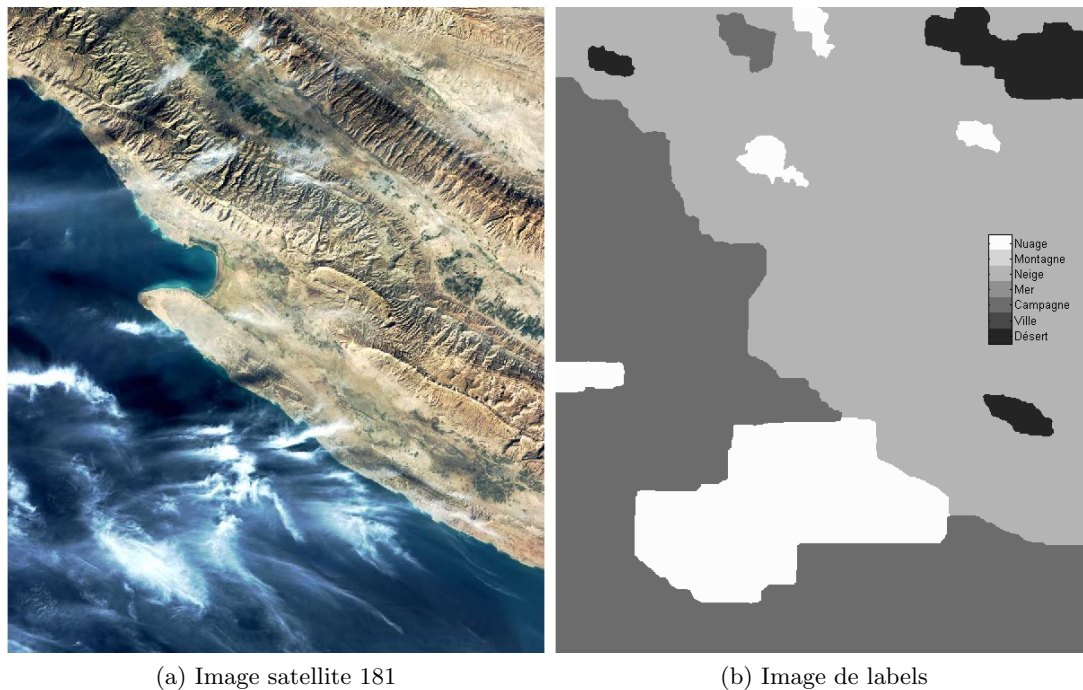 Nuage
Montagne
Neige
Mer
Campagne
Ville
Désert
(a) Image satellite 181
(b) Image de labels